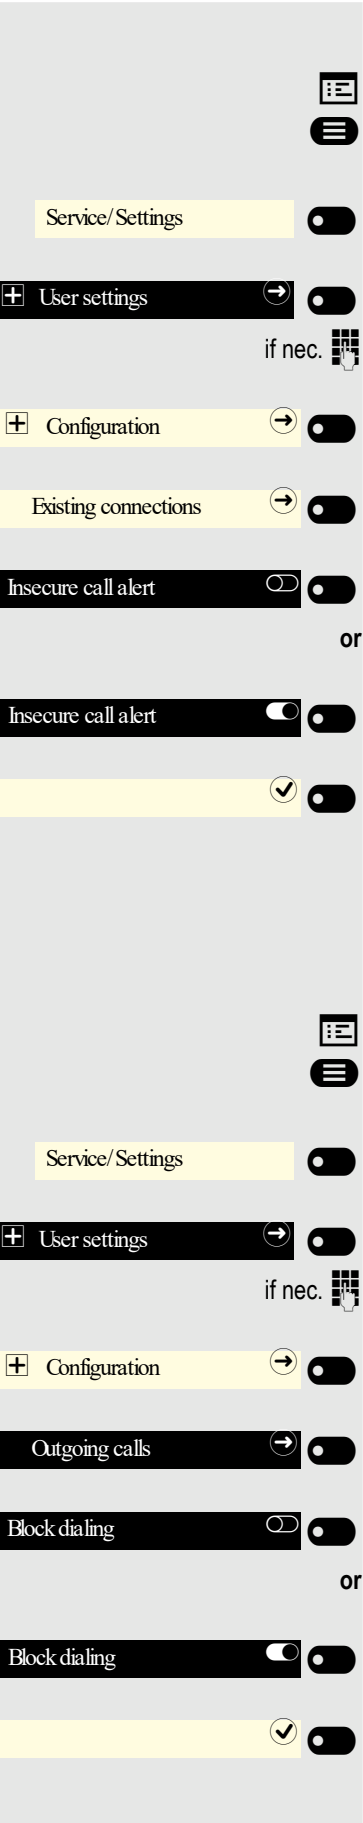 Service/Settings
User settings
if nec.
Configuration
Existing connections
Insecure call alert
or
Insecure call alert
Service/Settings
User settings
if nec.
Configuration
Outgoing calls
Block dialing
or
Block dialing